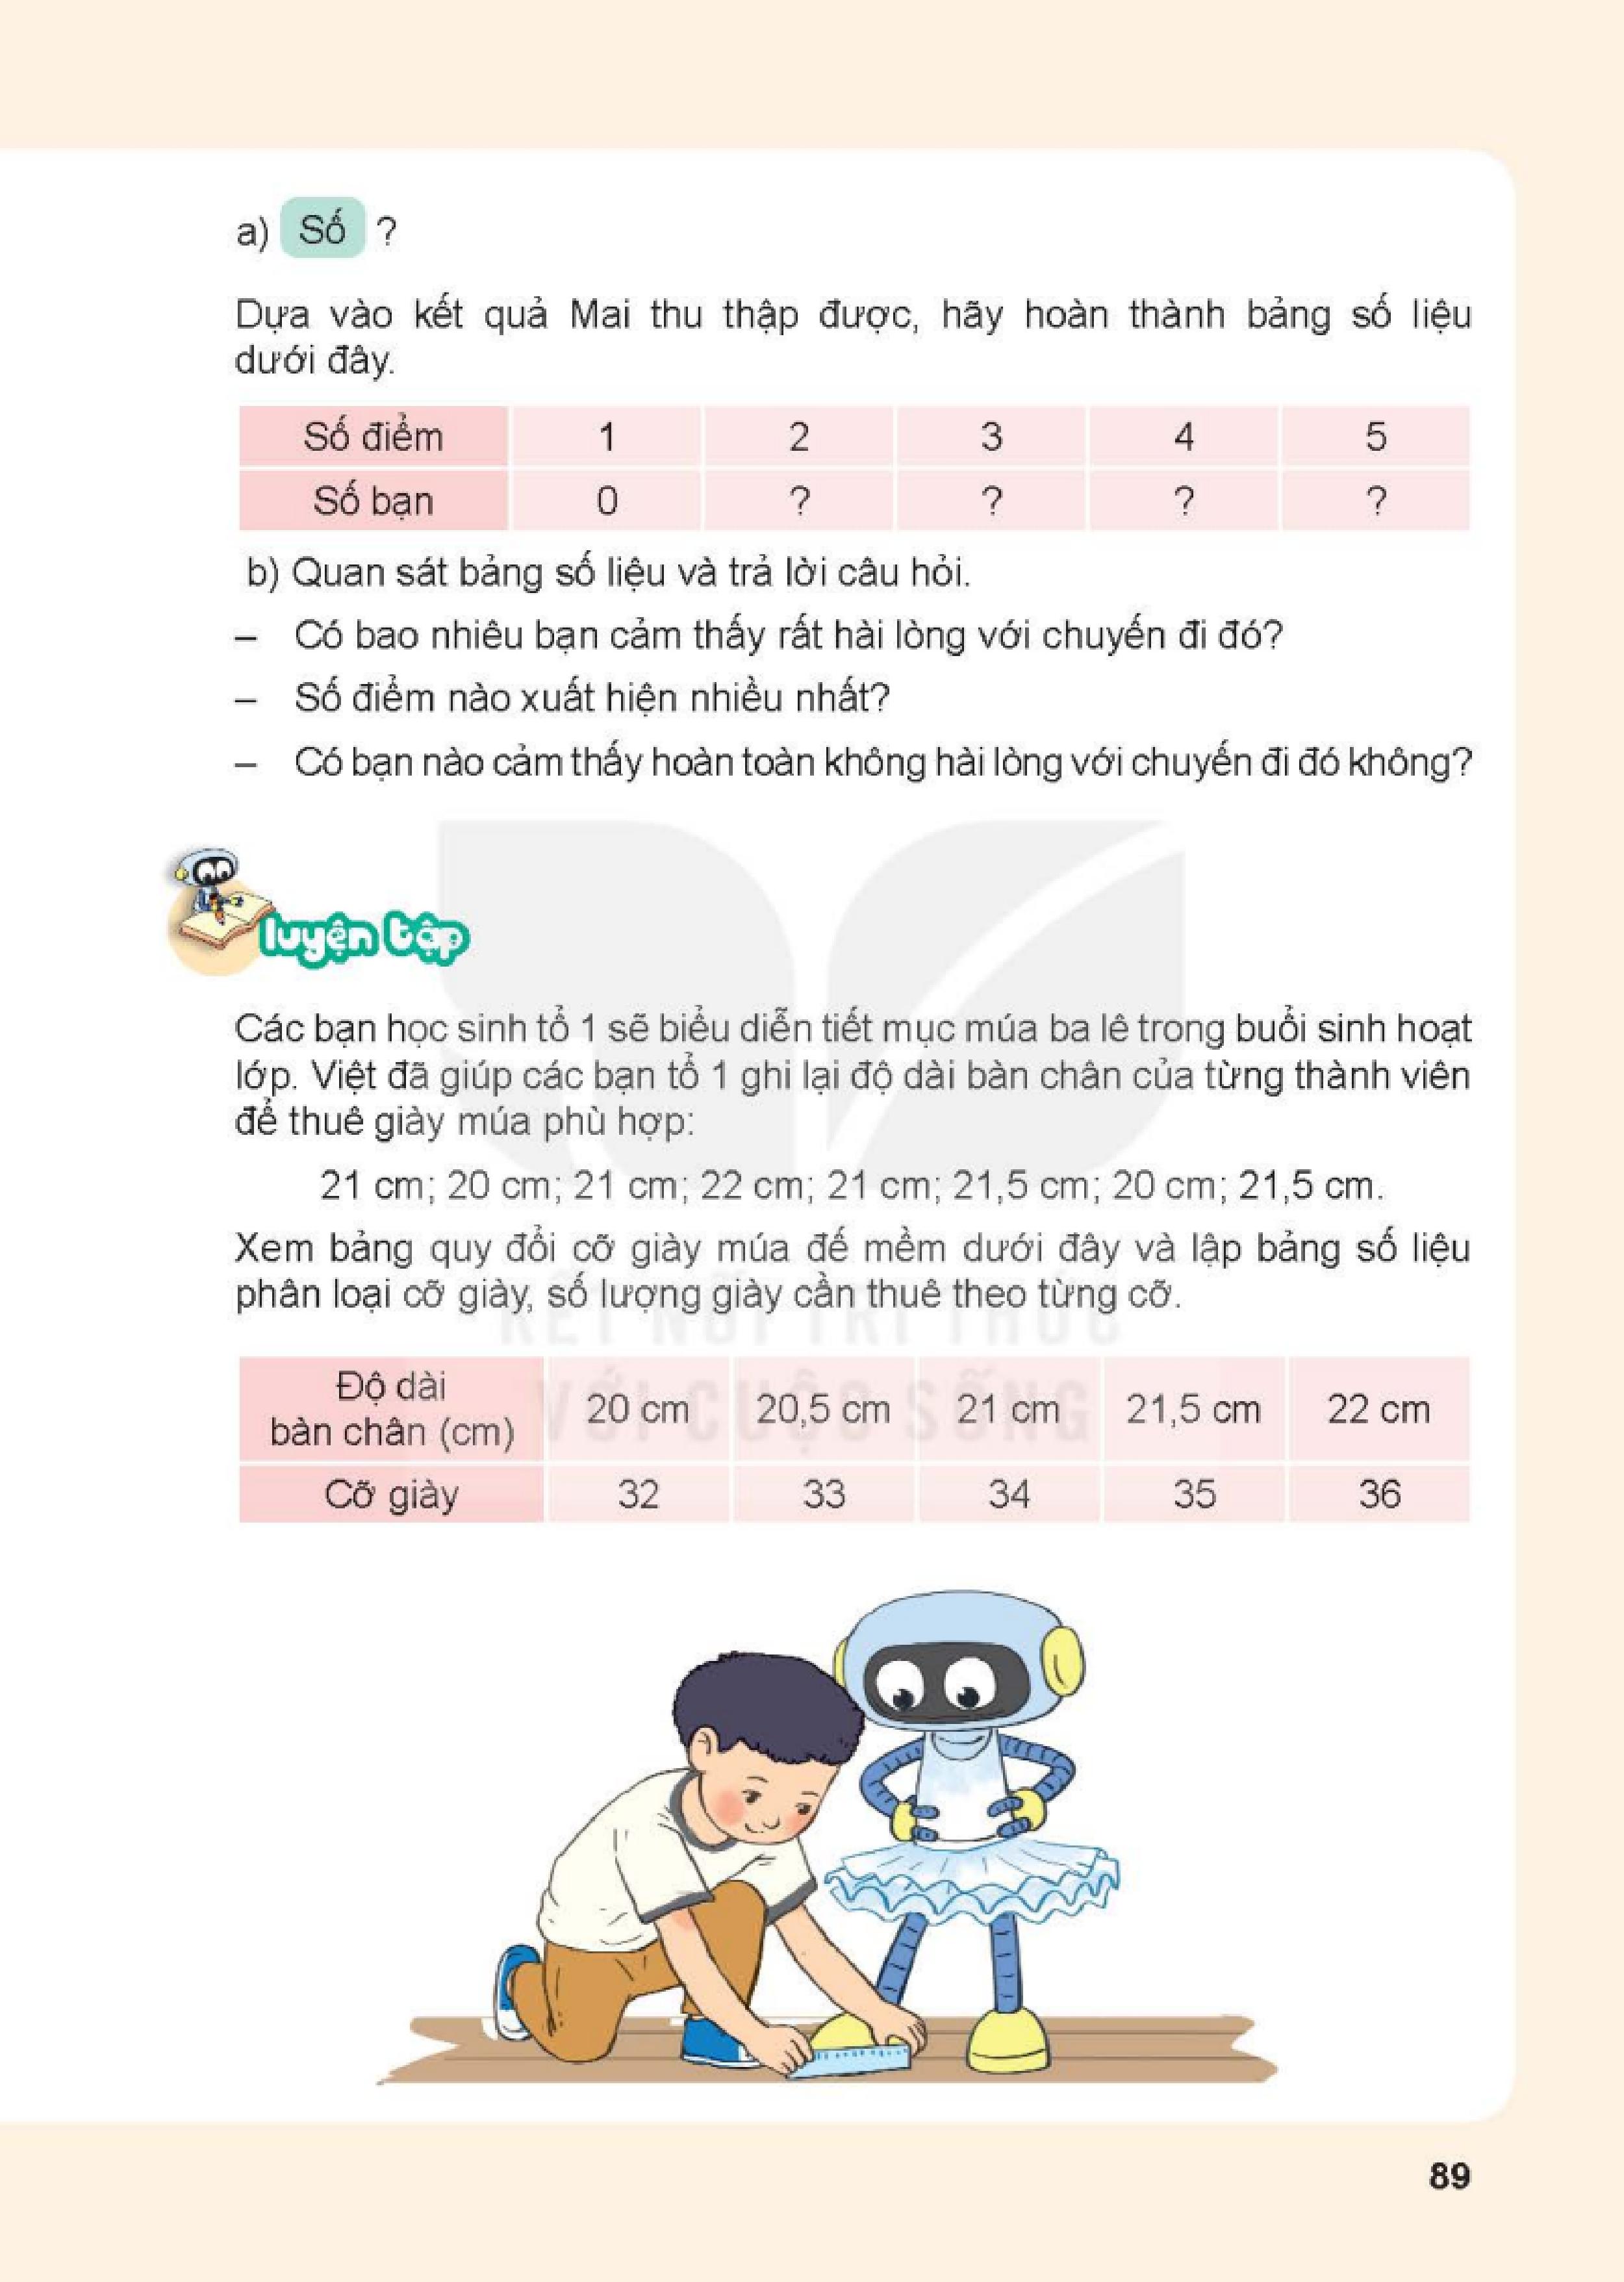 a) Số ?
Dựa vào kết quả Mai thu thập được, hãy hoàn thành bảng số liệu
dưới đây.
Số điểm 1 2 3 4 5
Số bạn 0 ? ? ? ?
b) Quan sát bảng số liệu và trả lời câu hỏi.
– Có bao nhiêu bạn cảm thấy rất hài lòng với chuyến đi đó?
– Số điểm nào xuất hiện nhiều nhất?
– Có bạn nào cảm thấy hoàn toàn không hài lòng với chuyến đi đó không?
luyện tập
Các bạn học sinh tổ 1 sẽ biểu diễn tiết mục múa ba lê trong buổi sinh hoạt
lớp. Việt đã giúp các bạn tổ 1 ghi lại độ dài bàn chân của từng thành viên
để thuê giày múa phù hợp:
21 cm; 20 cm; 21 cm; 22 cm; 21 cm; 21,5 cm; 20 cm; 21,5 cm.
Xem bảng quy đổi cỡ giày múa đế mềm dưới đây và lập bảng số liệu
phân loại cỡ giày, số lượng giày cần thuê theo từng cỡ.
KẾT NỐI TRI THỨC
VỚI CUỘC SỐNG
Độ dài
bàn chân (cm) 20 cm 20,5 cm 21 cm 21,5 cm 22 cm
Cỡ giày 32 33 34 35 36
89